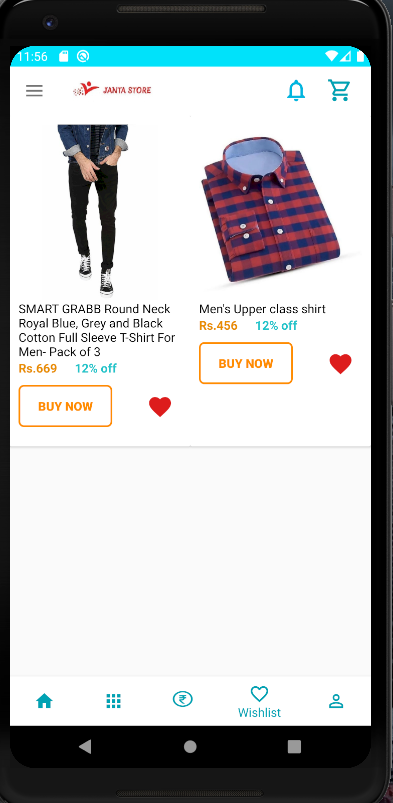 11:56
JANTA STORE
SMART GRABB Round Neck
Royal Blue, Grey and Black
Cotton Full Sleeve T-Shirt For
Men- Pack of 3
Rs.669 12% off
BUY NOW
Men's Upper class shirt
Rs.456 12% off
BUY NOW
₹
Wishlist